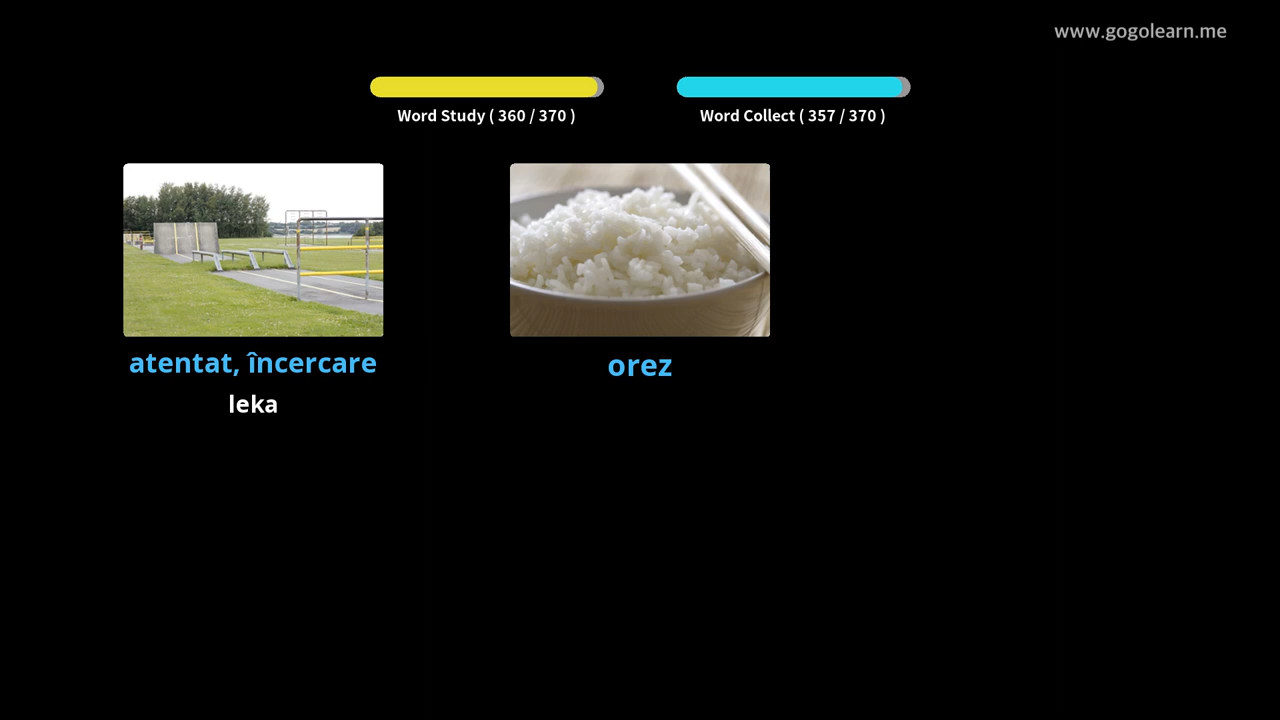 www.gogolearn.me
Word Study ( 360 / 370 )
Word Collect ( 357 / 370 )
atentat, încercare
leka
orez